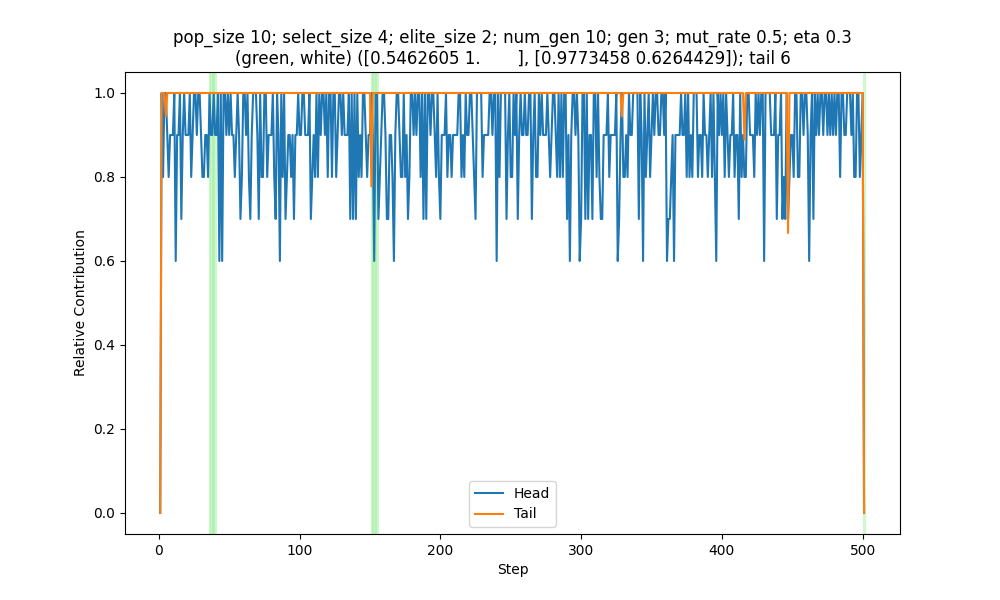 pop_size 10; select_size 4; elite_size 2; num_gen 10; gen 3; mut_rate 0.5; eta 0.3
(green, white) ([0.5462605 1.        ], [0.9773458 0.6264429]); tail 6
1.0
0.8
0.6
0.4
0.2
0.0
Relative Contribution
Head
Tail
0
100
200
300
400
500
Step